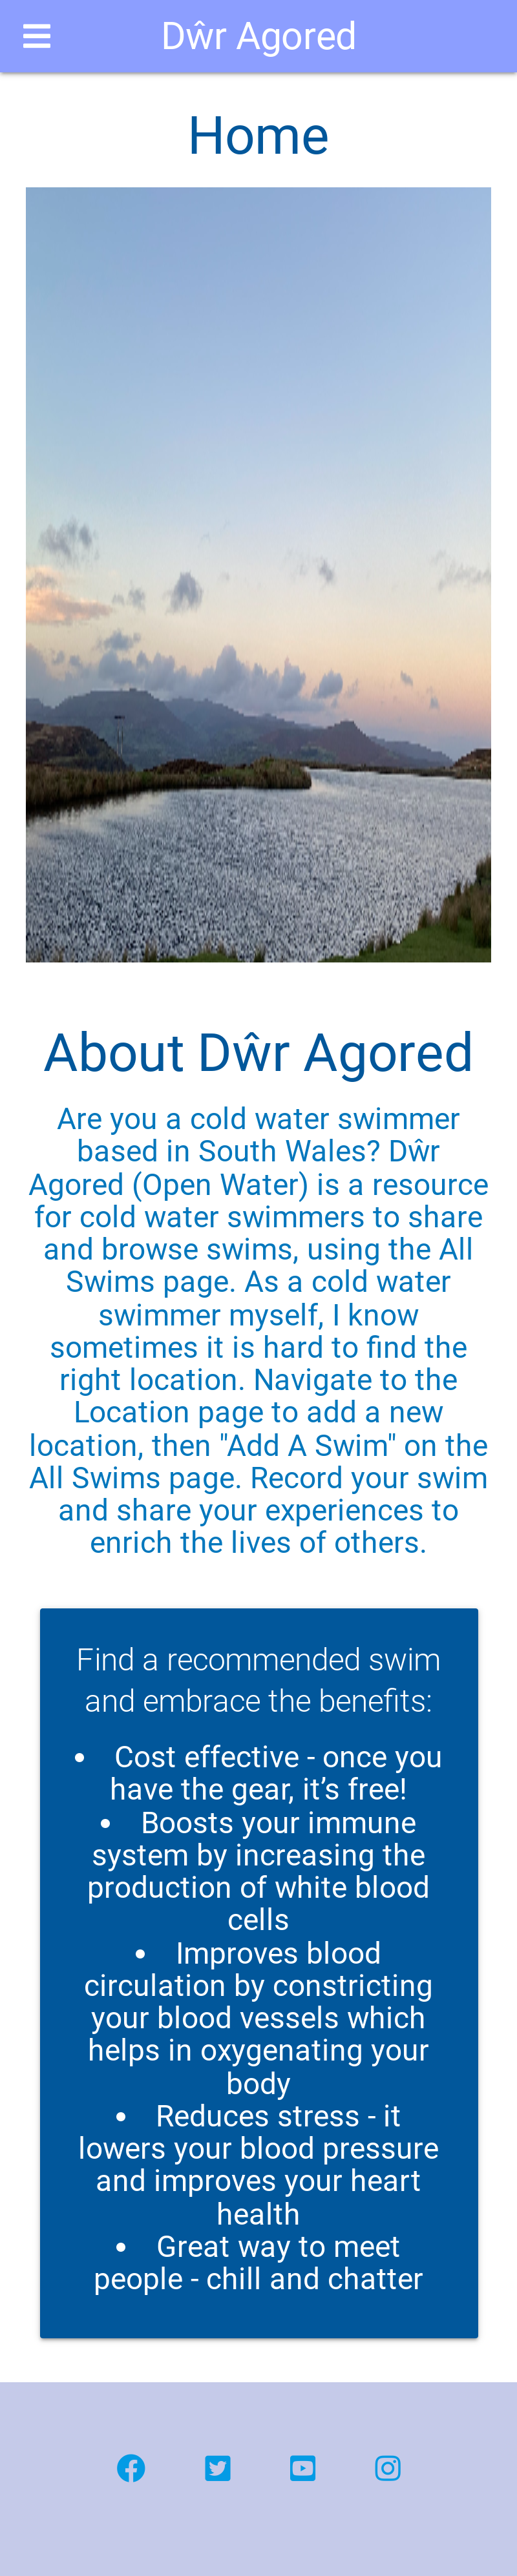 Dŵr Agored
Home
About Dŵr Agored
Are you a cold water swimmer
based in South Wales? Dŵr
Agored (Open Water) is a resource
for cold water swimmers to share
and browse swims, using the All
Swims page. As a cold water
swimmer myself, I know
sometimes it is hard to find the
right location. Navigate to the
Location page to add a new
location, then "Add A Swim" on the
All Swims page. Record your swim
and share your experiences to
enrich the lives of others.
Find a recommended swim
and embrace the benefits:
• Cost effective - once you
have the gear, it’s free!
• Boosts your immune
system by increasing the
production of white blood
cells
• Improves blood
circulation by constricting
your blood vessels which
helps in oxygenating your
body
• Reduces stress - it
lowers your blood pressure
and improves your heart
health
• Great way to meet
people - chill and chatter